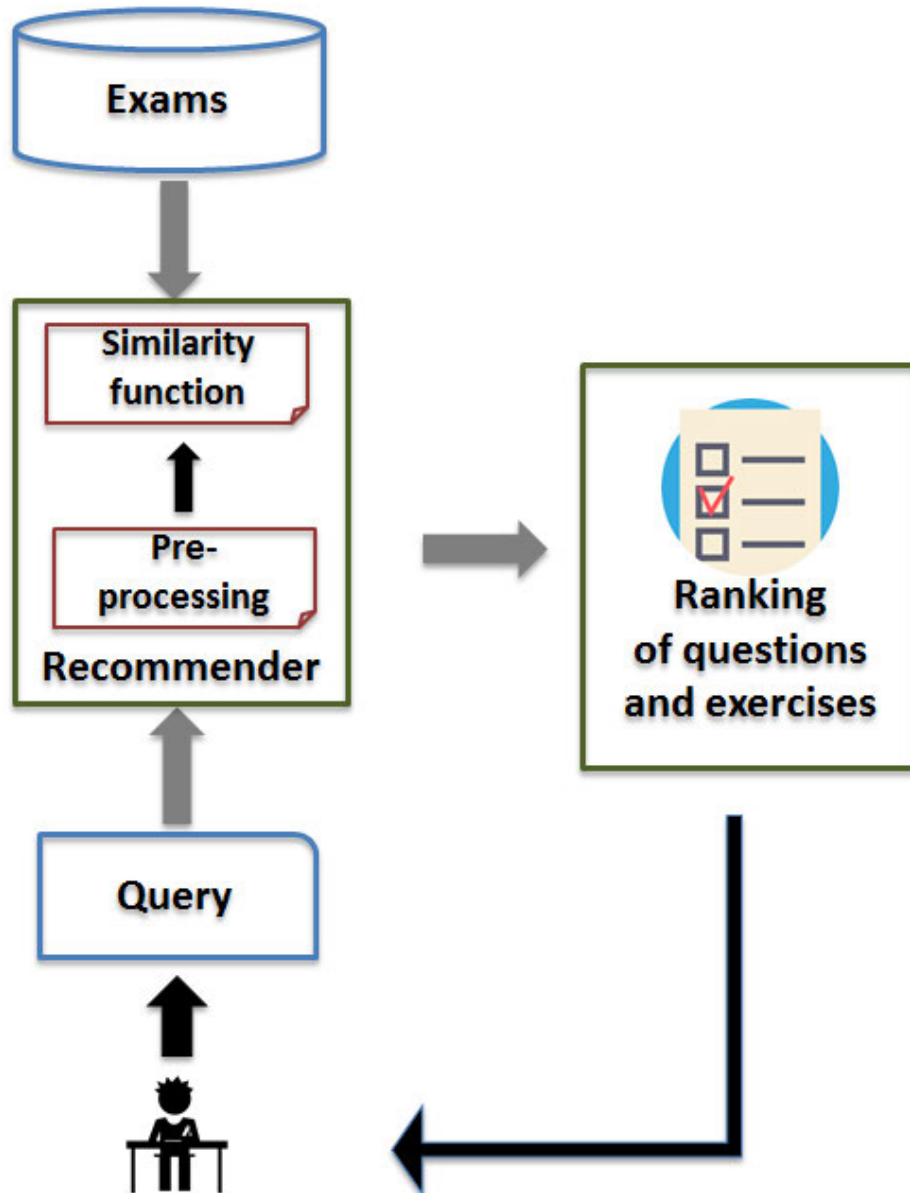 Exams
Similarity
function
Pre-
processing
Recommender
Ranking
of questions
and exercises
Query